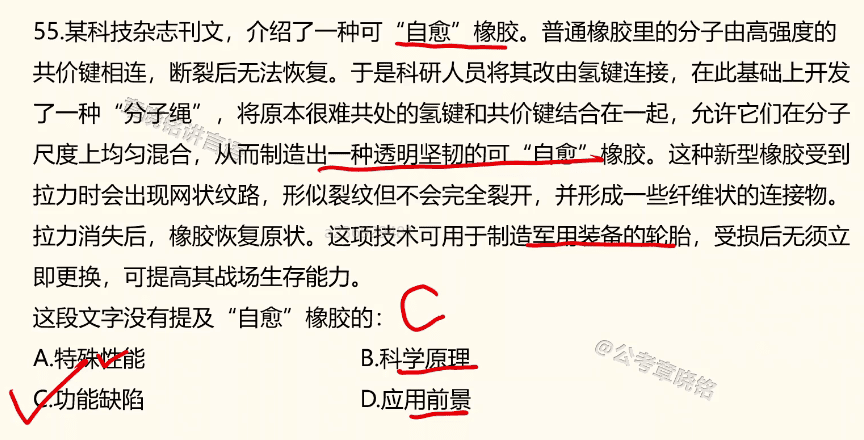 55.某科技杂志刊文，介绍了一种可“自愈”橡胶。普通橡胶里的分子由高强度的
共价键相连，断裂后无法恢复。于是科研人员将其改由氢键连接，在此基础上开发
了一种“分子绳”，将原本很难共处的氢键和共价键结合在一起，允许它们在分子
尺度上均匀混合，从而制造出一种透明坚韧的可“自愈”橡胶。这种新型橡胶受到
拉力时会出现网状纹路，形似裂纹但不会完全裂开，并形成一些纤维状的连接物。
拉力消失后，橡胶恢复原状。这项技术可用于制造军用装备的轮胎，受损后无须立
即更换，可提高其战场生存能力。
这段文字没有提及“自愈”橡胶的：
C
A.特殊性能 B.科学原理
C.功能缺陷 D.应用前景
@公考章晓铭